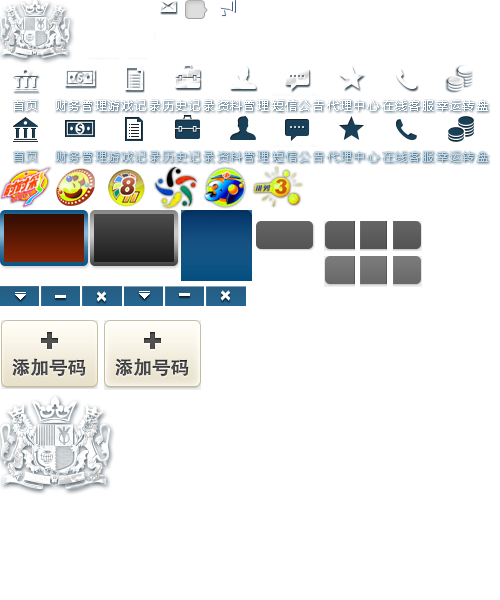 首页 财务管理 游戏记录 历史记录 资料管理 短信公告 代理中心 在线客服 幸运转盘
首页 财务管理 游戏记录 历史记录 资料管理 短信公告 代理中心 在线客服 幸运转盘
8
排列 3
添加号码 添加号码